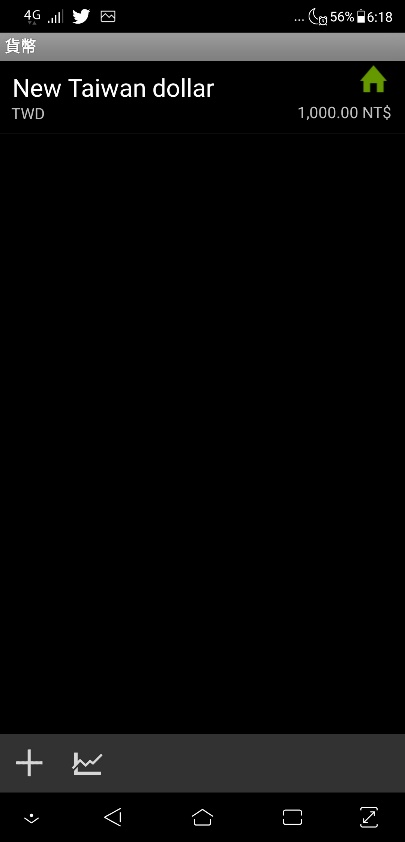 4G ... 56% 6:18
貨幣
New Taiwan dollar
TWD 1,000.00 NT$